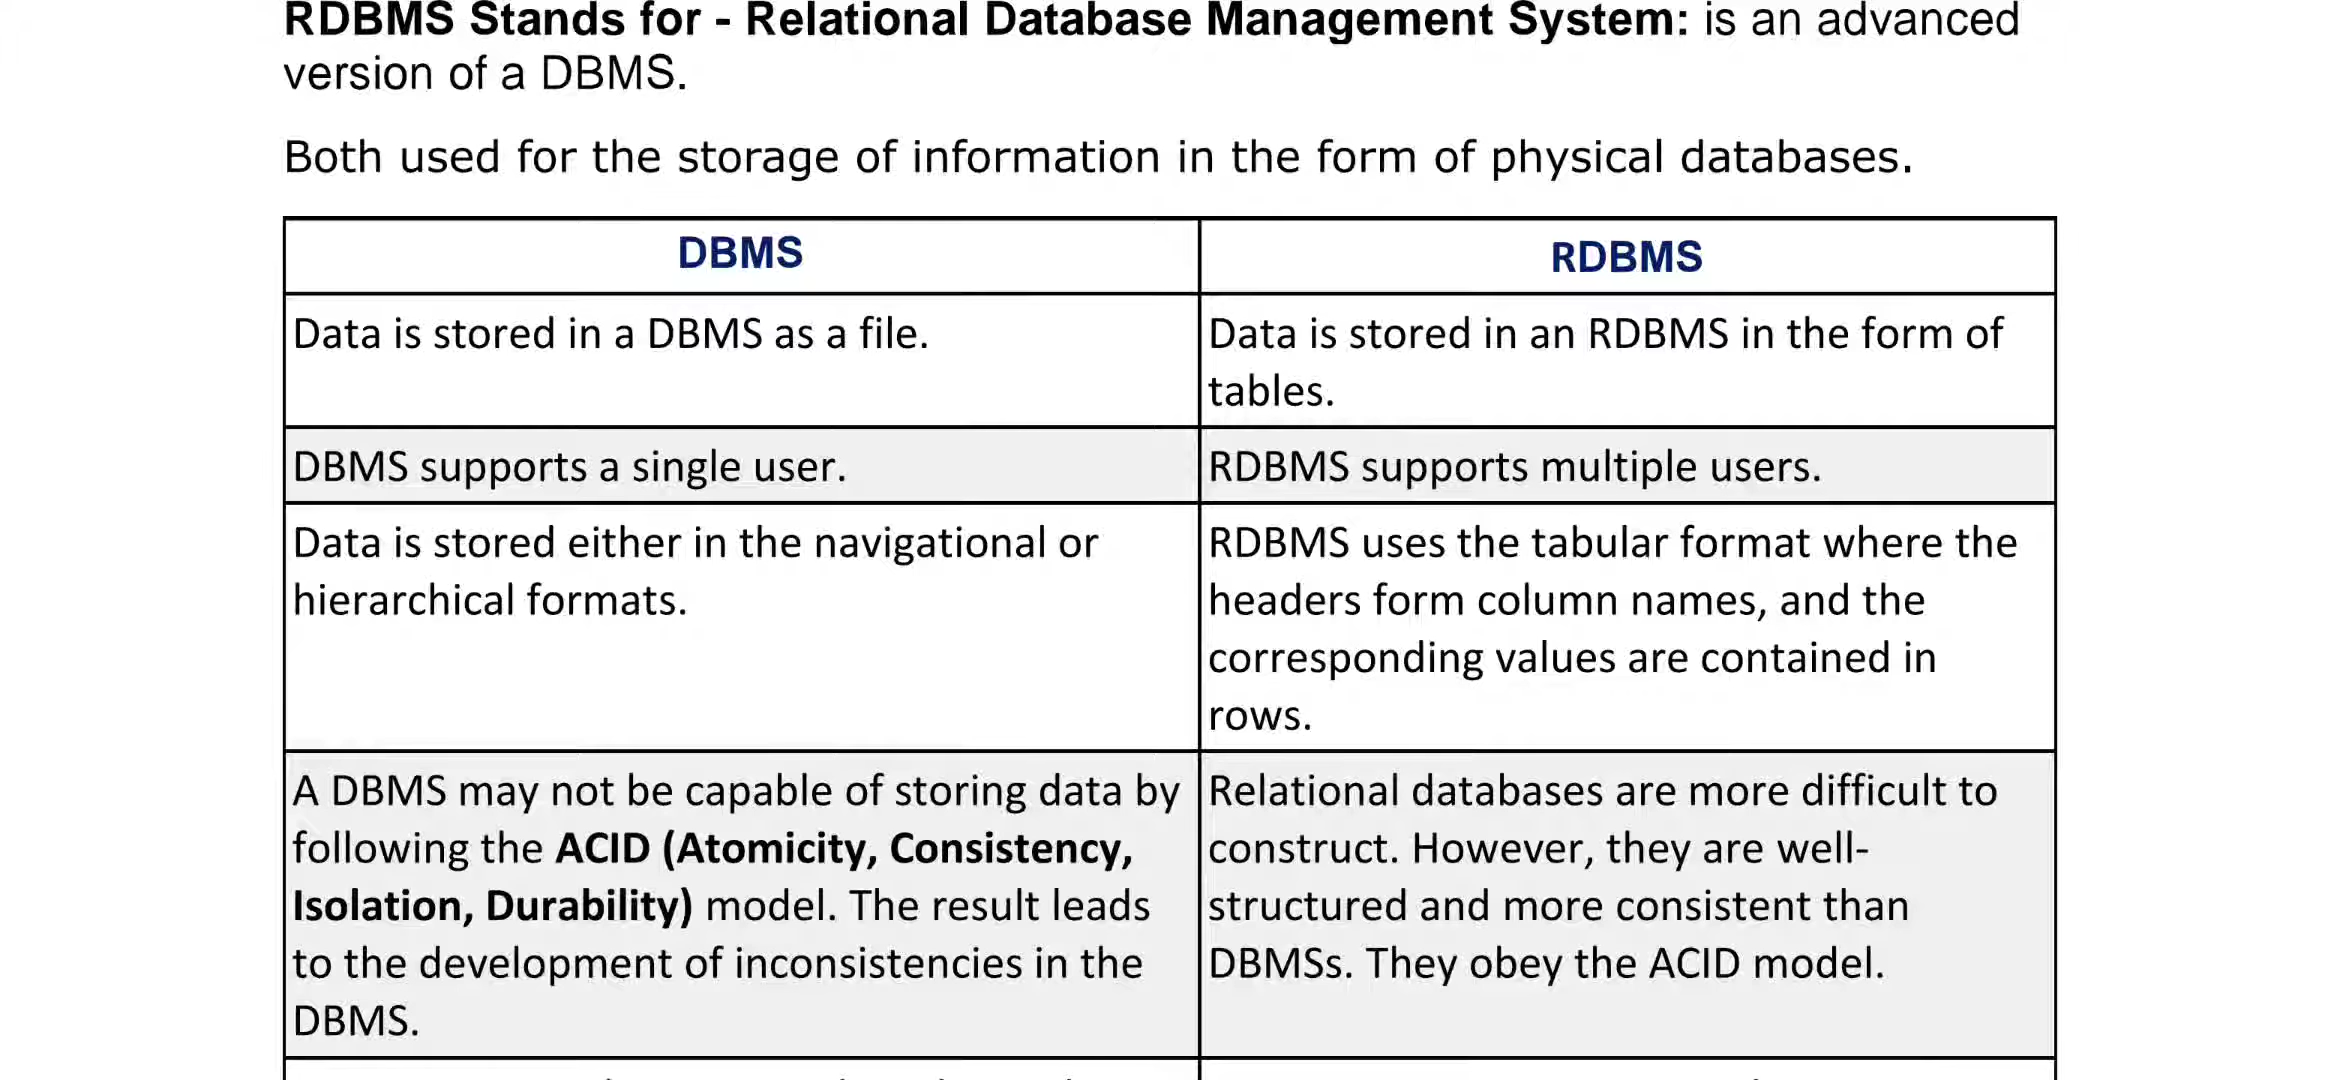 RDBMS Stands for - Relational Database Management System: is an advanced
version of a DBMS.
Both used for the storage of information in the form of physical databases.
DBMS
RDBMS
Data is stored in a DBMS as a file.
Data is stored in an RDBMS in the form of
tables.
DBMS supports a single user.
RDBMS supports multiple users.
Data is stored either in the navigational or
hierarchical formats.
RDBMS uses the tabular format where the
headers form column names, and the
corresponding values are contained in
rows.
A DBMS may not be capable of storing data by
following the ACID (Atomicity, Consistency,
Isolation, Durability) model. The result leads
to the development of inconsistencies in the
DBMS.
Relational databases are more difficult to
construct. However, they are well-
structured and more consistent than
DBMSs. They obey the ACID model.